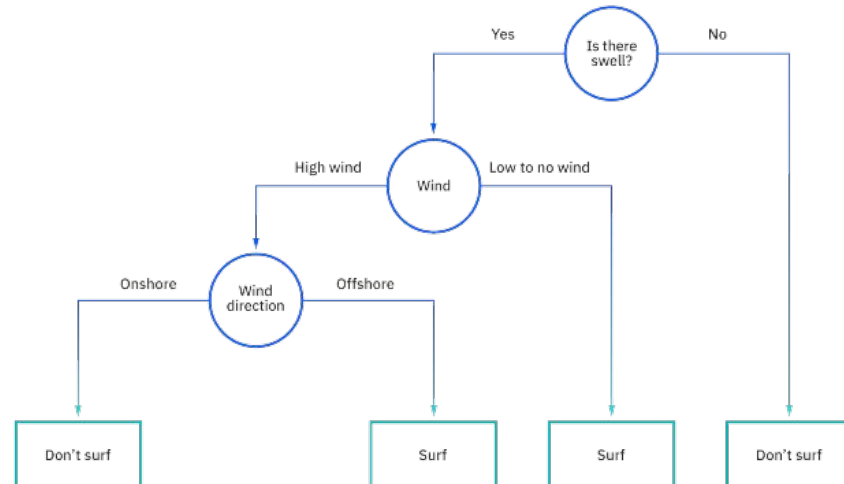 Yes
Is there
swell?
No
High wind
Wind
Low to no wind
Onshore
Wind
direction
Offshore
Don't surf
Surf
Surf
Don't surf